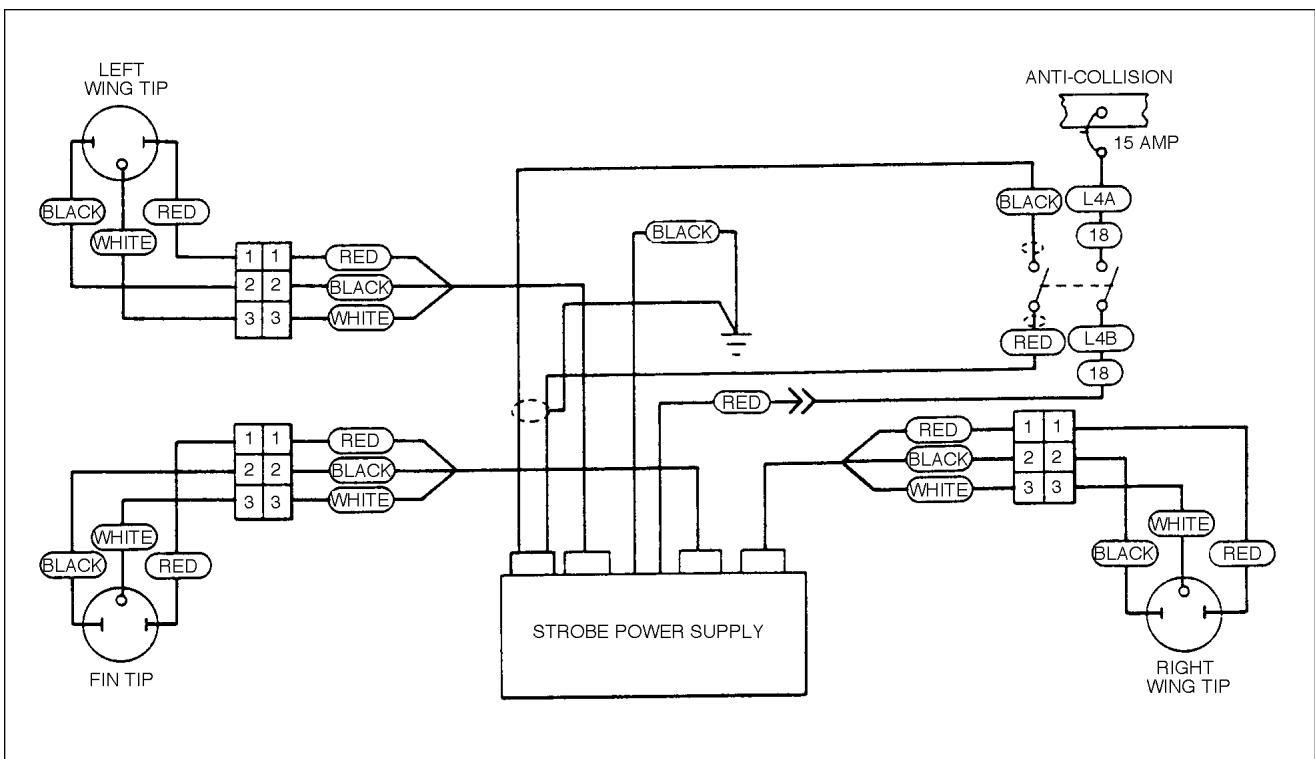 LEFT
WING TIP
BLACK
RED
WHITE
1 1
2 2
3 3
RED
BLACK
WHITE
BLACK
ANTI-COLLISION
15 AMP
BLACK
L4A
18
RED
L4B
18
RED
1 1
2 2
3 3
RED
BLACK
WHITE
WHITE
BLACK
RED
FIN TIP
STROBE POWER SUPPLY
RED
BLACK
WHITE
1 1
2 2
3 3
WHITE
BLACK
RED
RIGHT
WING TIP